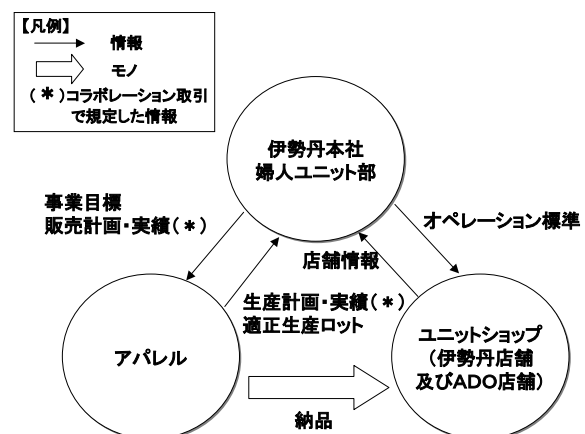 【凡例】
情報
モノ
(*)コラボレーション取引
で規定した情報
伊勢丹本社
婦人ユニット部
事業目標
販売計画・実績(*)
オペレーション標準
店舗情報
生産計画・実績(*)
適正生産ロット
アパレル
ユニットショップ
(伊勢丹店舗
及びADO店舗)
納品